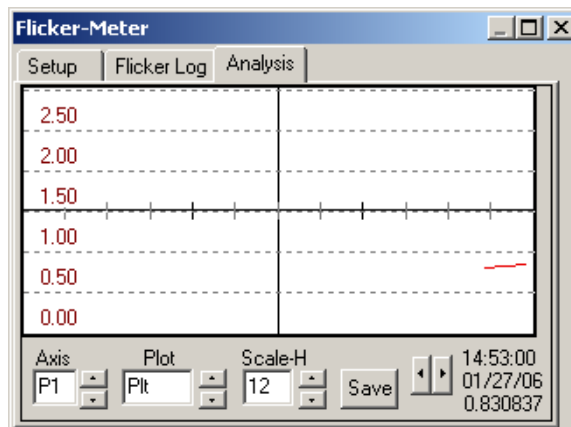 Flicker-Meter
Setup Flicker Log Analysis
2.50
2.00
1.50
1.00
0.50
0.00
Axis Plot Scale-H
P1 Plt 12 Save
14:53:00
01/27/06
0.830837